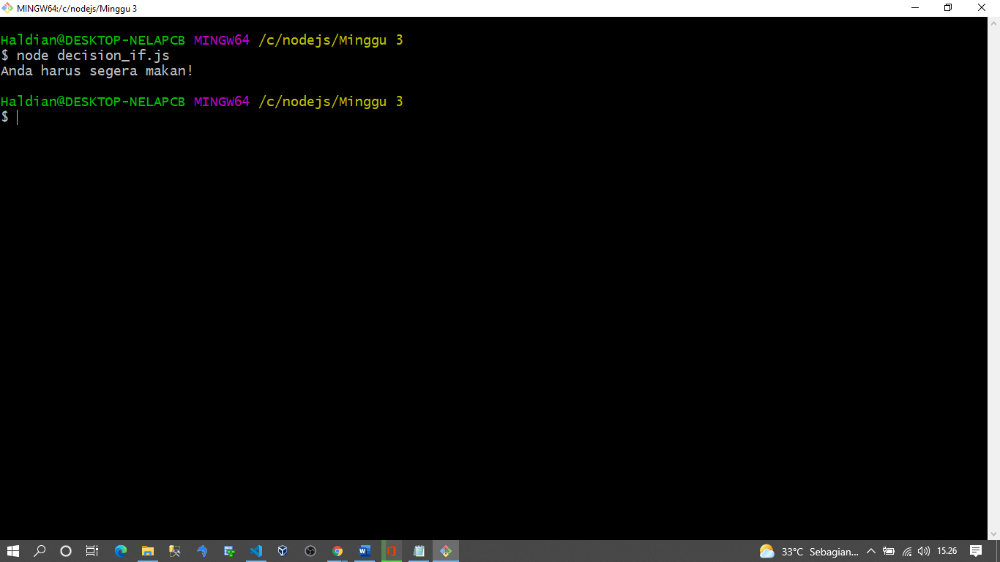 MINGW64:/c/nodejs/Minggu 3
Haldian@DESKTOP-NELAPCB MINGW64 /c/nodejs/Minggu 3
$ node decision_if.js
Anda harus segera makan!
Haldian@DESKTOP-NELAPCB MINGW64 /c/nodejs/Minggu 3
$
33°C Sebagian... 15.26